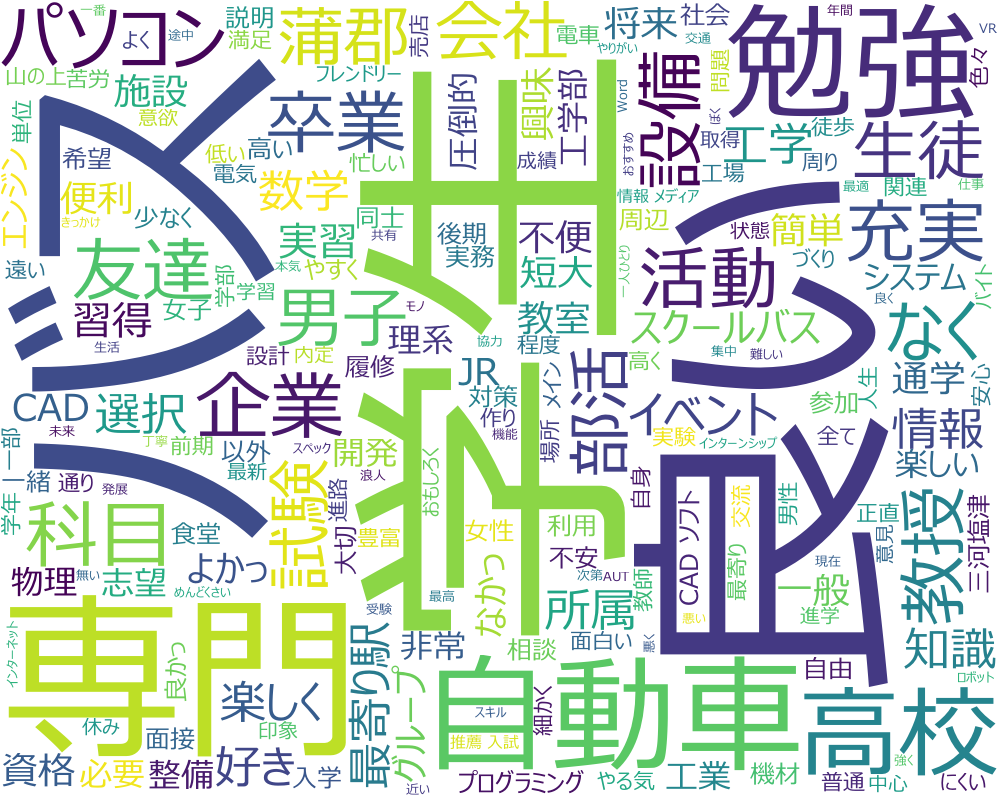 パソコン
よく
一番
途中
説明
満足
蒲郡
売店
会社
電車
やりがい
将来
社会
交通
勉強
年間
VR
色々
山の上
苦労
施設
意欲
フレンドリー
卒業
圧倒的
興味
工学部
Word
おすすめ
設備
問題
ぼく
取得
工学
徒歩
生徒
単位
エンジン
希望
便利
少なく
低い
高い
電気
忙しい
成績
数学
同士
共有
情報 メディア
工場
周り
周辺
最適
関連
仕事
充実
きっかけ
遠い
友達
実習
本気
やすく
後期
実務
不便
短大
一人ひとり
活動
状態
簡単
づくり
システム
バイト
良く
なく
習得
女子
学部
学習
男子
モノ
理系
協力
教室
程度
スクールバス
生活
設計
内定
履修
JR
対策
作り
機能
メイン
場所
部活
高く
集中
難しい
通学
安心
人生
参加
CAD
未来
選択
企業
イベント
情報
楽しい
一部
学年
一緒
通り
発展
丁寧
前期
以外
最新
スペック
試験
開発
浪人
進路
おもしろく
実験
インターンシップ
全て
自身
CAD ソフト
交流
男性
正直
意見
科目
食堂
大切
豊富
女性
利用
不安
次第
AUT
教師
最寄り
現在
一般
進学
教授
三河塩津
物理
無い
志望
めんどくさい
よかっ
受験
最高
なかっ
非常
相談
所属
面白い
悪い
悪く
自由
知識
ロボット
インターネット
専門
良かっ
楽しく
最寄り駅
グループ
自動車
高校
スキル
推薦 入試
細かく
休み
印象
資格
必要
面接
整備
好き
入学
近い
プログラミング
やる気
工業
機材
普通
中心
強く
にくい
学生
クラス
良い